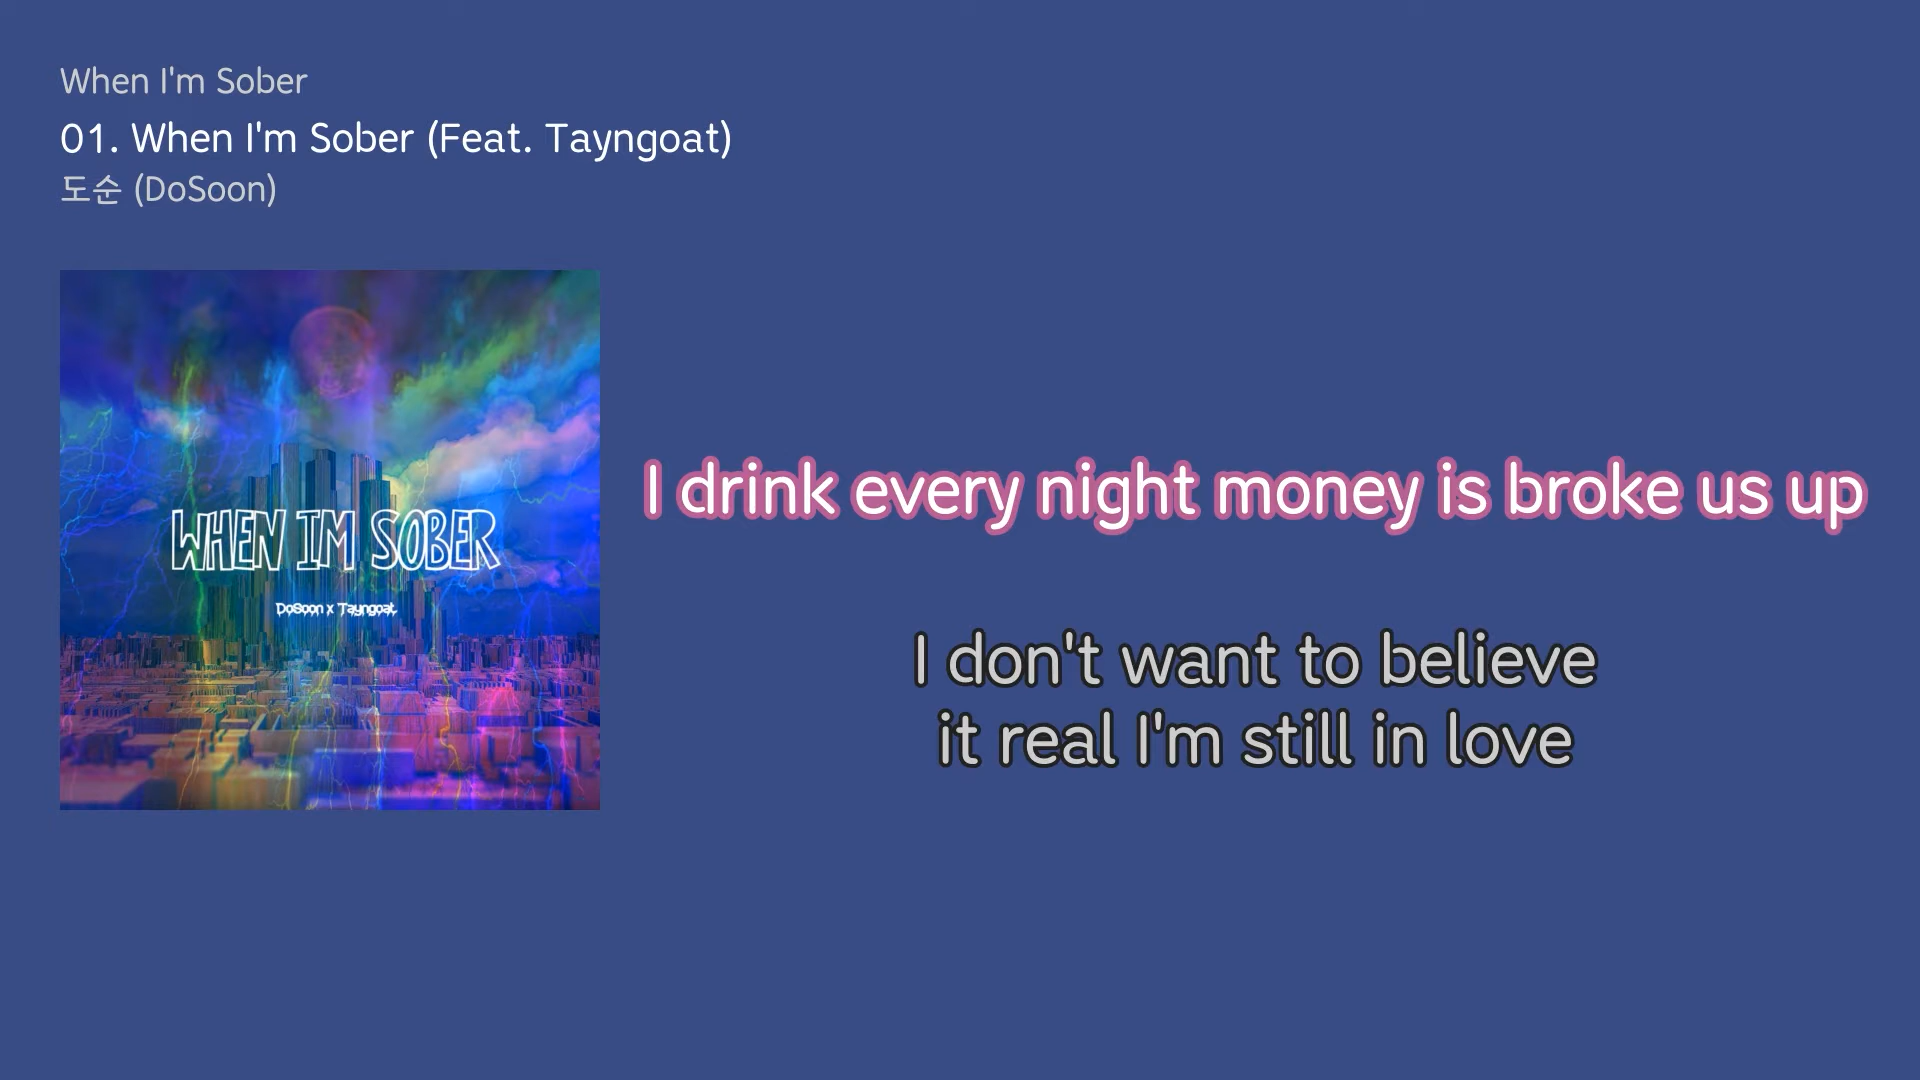 When I'm Sober
01. When I'm Sober (Feat. Tayngoat)
도순 (DoSoon)
WHEN IM SOBER
DoSoon x Tayngoat
I drink every night money is broke us up
I don't want to believe
it real I'm still in love